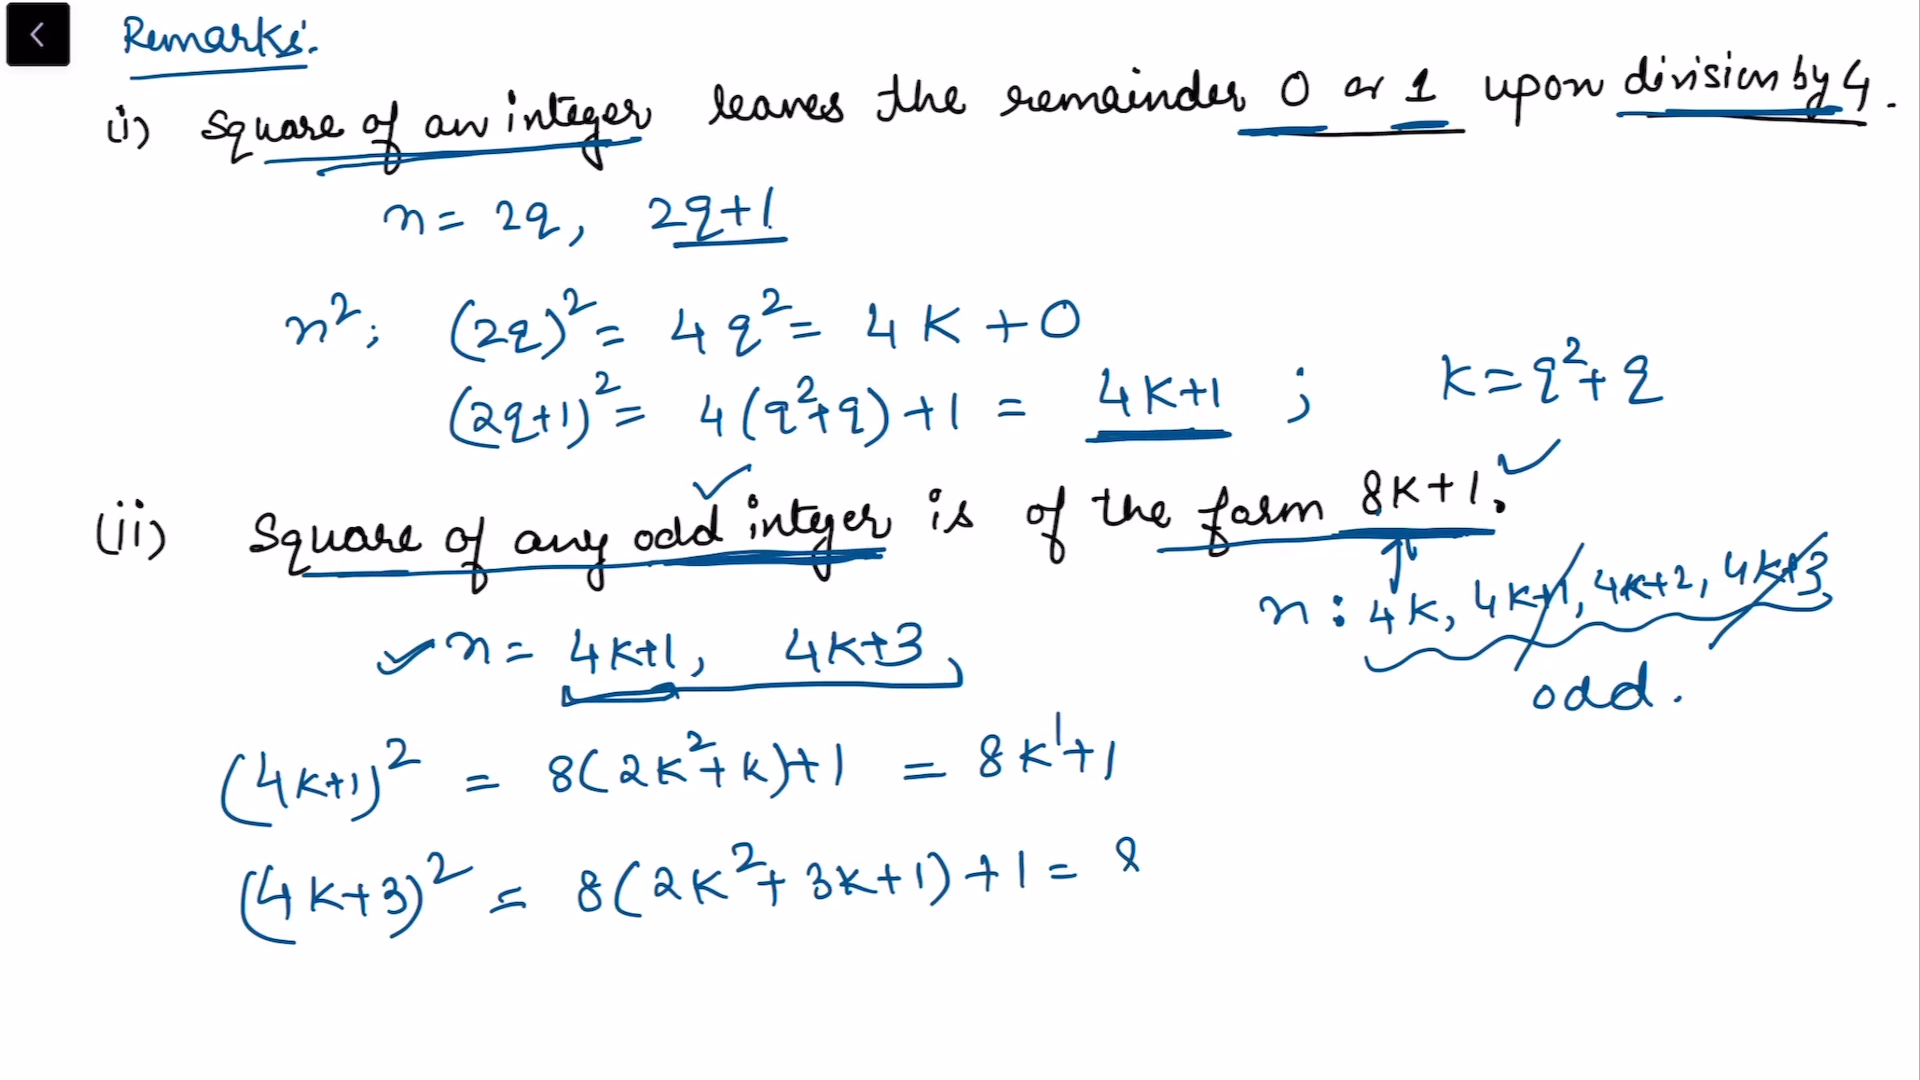 Remarks:
(i) Square of an integer leaves the remainder 0 or 1 upon division by 4.
n = 2q, 2q+1
n²; (2q)² = 4q² = 4K + 0
(2q+1)² = 4(q²+q)+1 = 4K+1 ; K = q²+q
(ii) Square of any odd integer is of the form 8K+1.
n : 4K, 4K+1, 4K+2, 4K+3
n = 4K+1, 4K+3,
odd.
(4K+1)² = 8(2K²+K)+1 = 8K'+1
(4K+3)² = 8(2K²+3K+1)+1 = 8